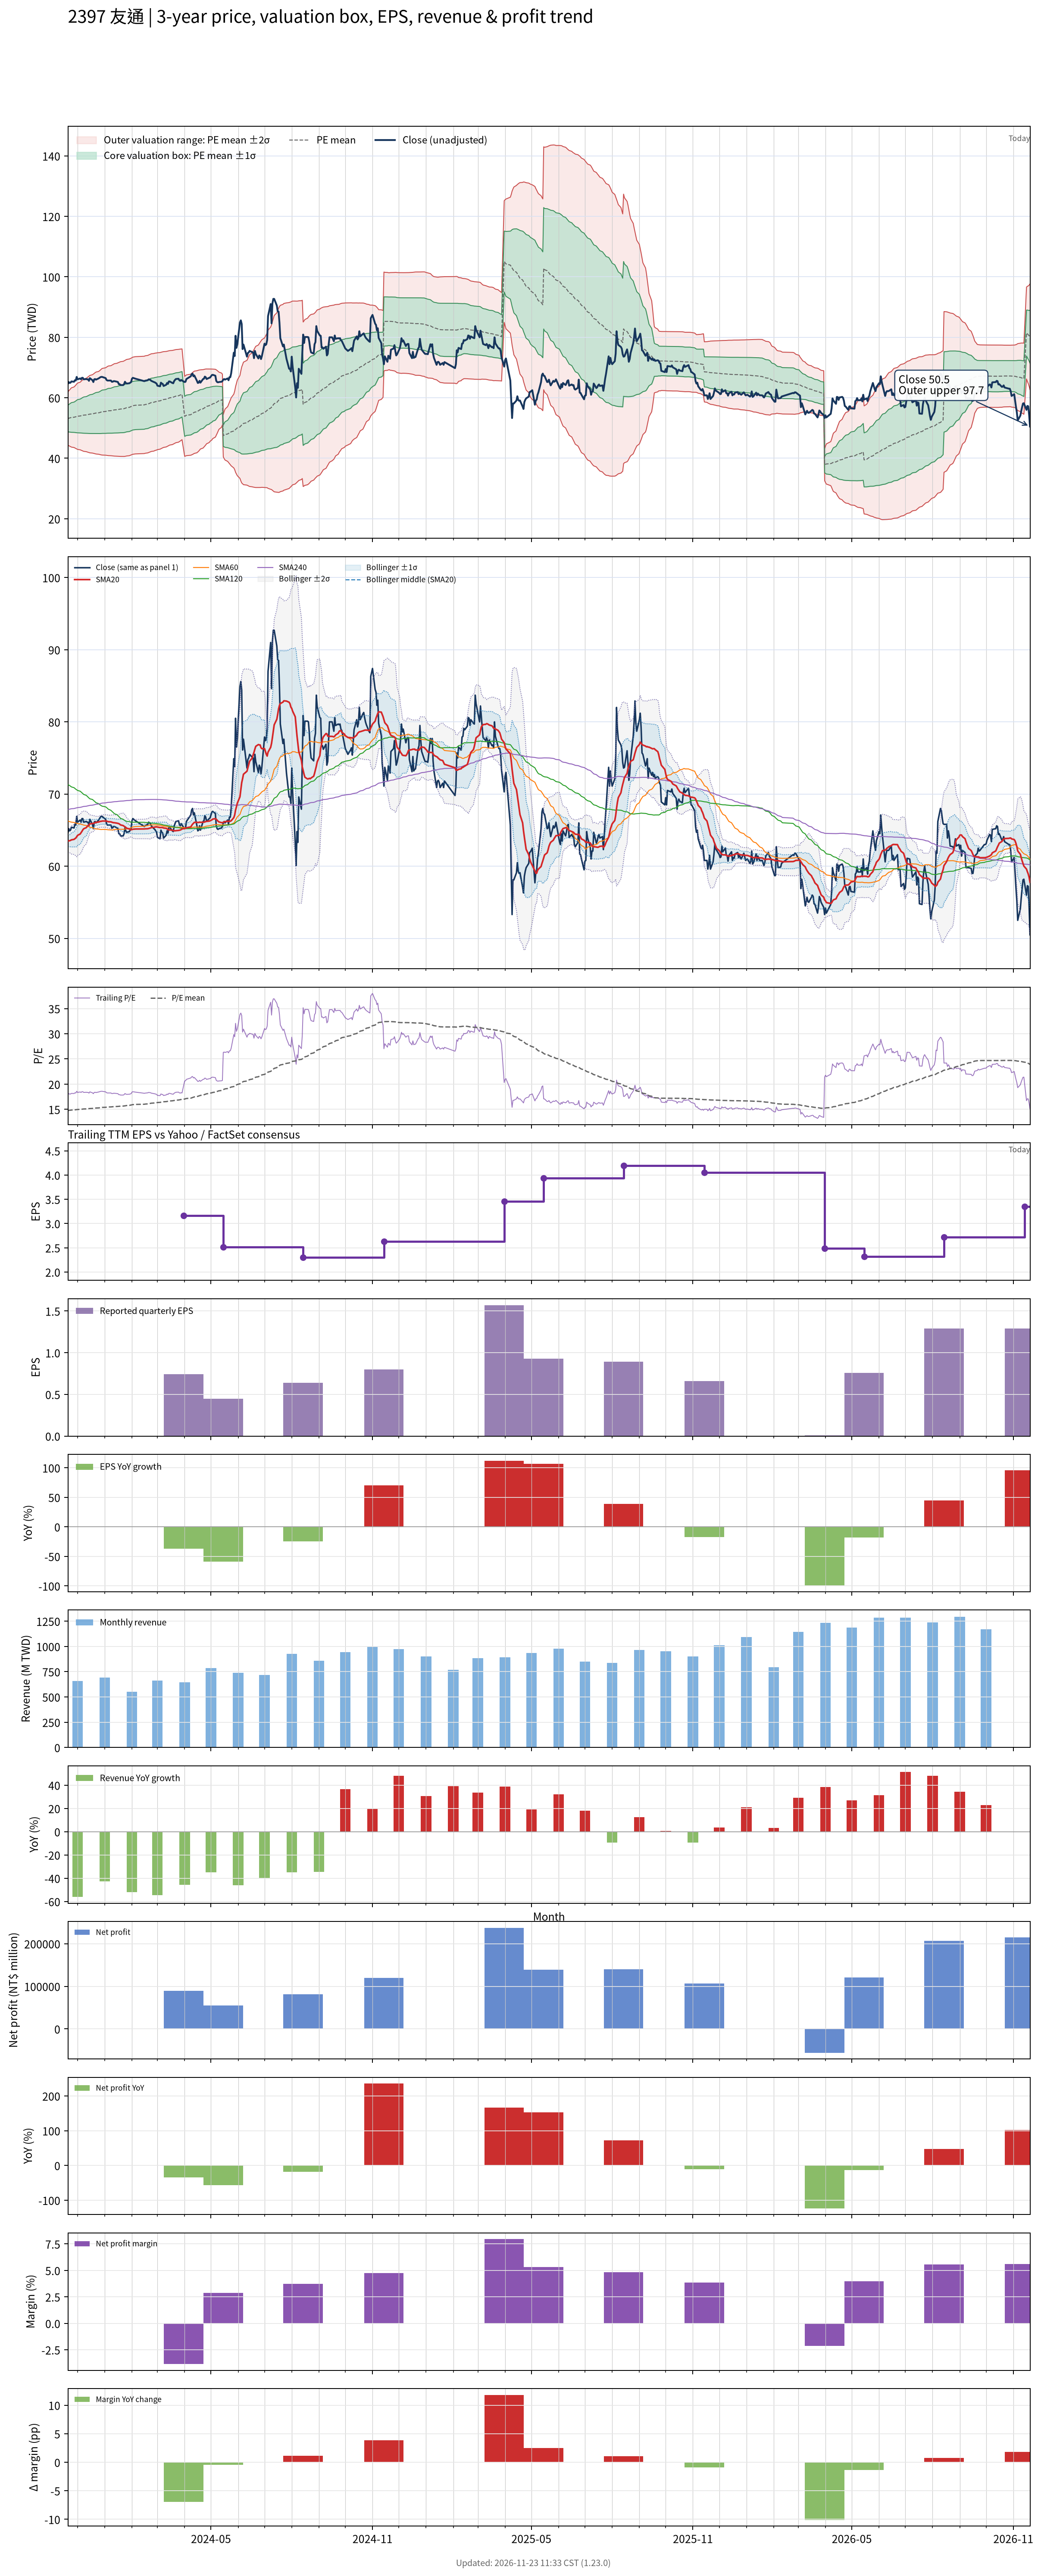 2397 友通 | 3-year price, valuation box, EPS, revenue & profit trend
Outer valuation range: PE mean ±2σ
Core valuation box: PE mean ±1σ
PE mean
Close (unadjusted)
Today
Price (TWD)
140
120
100
80
60
40
20
Close 50.5
Outer upper 97.7
Close (same as panel 1)
SMA20
SMA60
SMA120
SMA240
Bollinger ±2σ
Bollinger ±1σ
Bollinger middle (SMA20)
Price
100
90
80
70
60
50
Trailing P/E
P/E mean
P/E
35
30
25
20
15
Trailing TTM EPS vs Yahoo / FactSet consensus
Today
EPS
4.5
4.0
3.5
3.0
2.5
2.0
Reported quarterly EPS
EPS
1.5
1.0
0.5
0.0
EPS YoY growth
YoY (%)
100
50
0
-50
-100
Monthly revenue
Revenue (M TWD)
1250
1000
750
500
250
0
Revenue YoY growth
YoY (%)
40
20
0
-20
-40
-60
Month
Net profit
Net profit (NT$ million)
200000
100000
0
Net profit YoY
YoY (%)
200
100
0
-100
Net profit margin
Margin (%)
7.5
5.0
2.5
0.0
-2.5
Margin YoY change
Δ margin (pp)
10
5
0
-5
-10
2024-05
2024-11
2025-05
2025-11
2026-05
2026-11
Updated: 2026-11-23 11:33 CST (1.23.0)